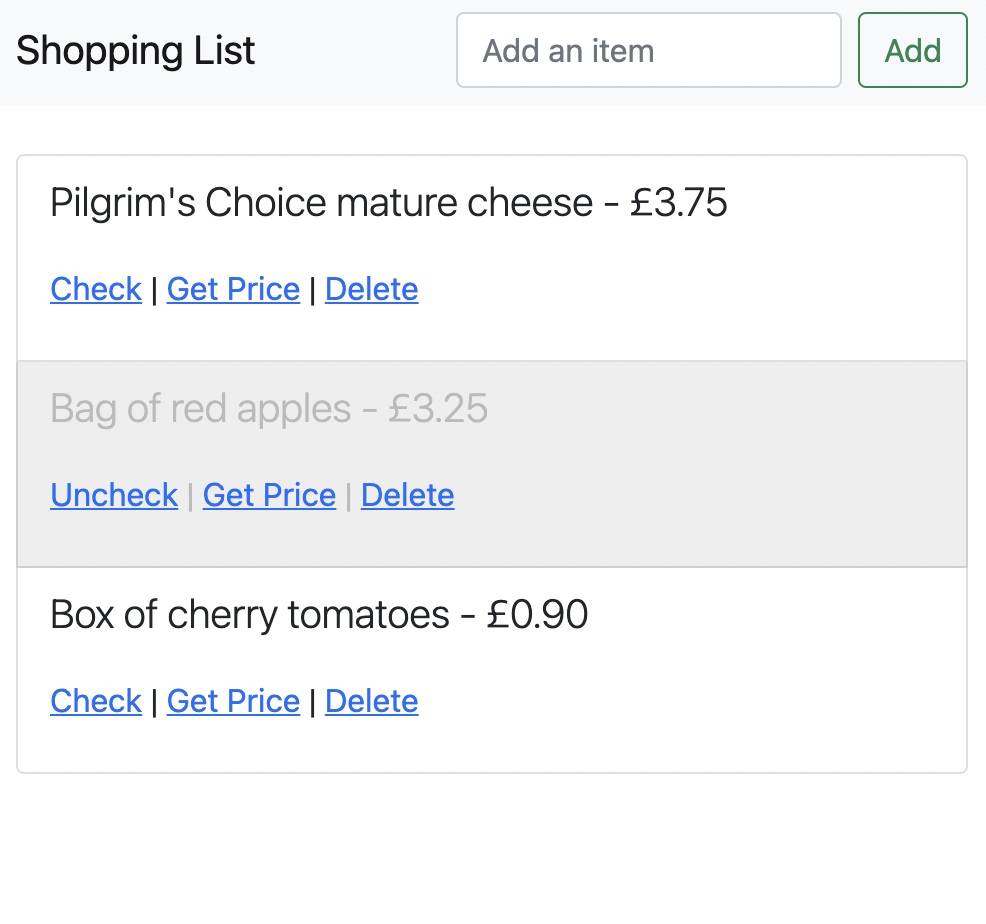 Shopping List
Add an item
Add
Pilgrim's Choice mature cheese - £3.75
Check | Get Price | Delete
Bag of red apples - £3.25
Uncheck | Get Price | Delete
Box of cherry tomatoes - £0.90
Check | Get Price | Delete